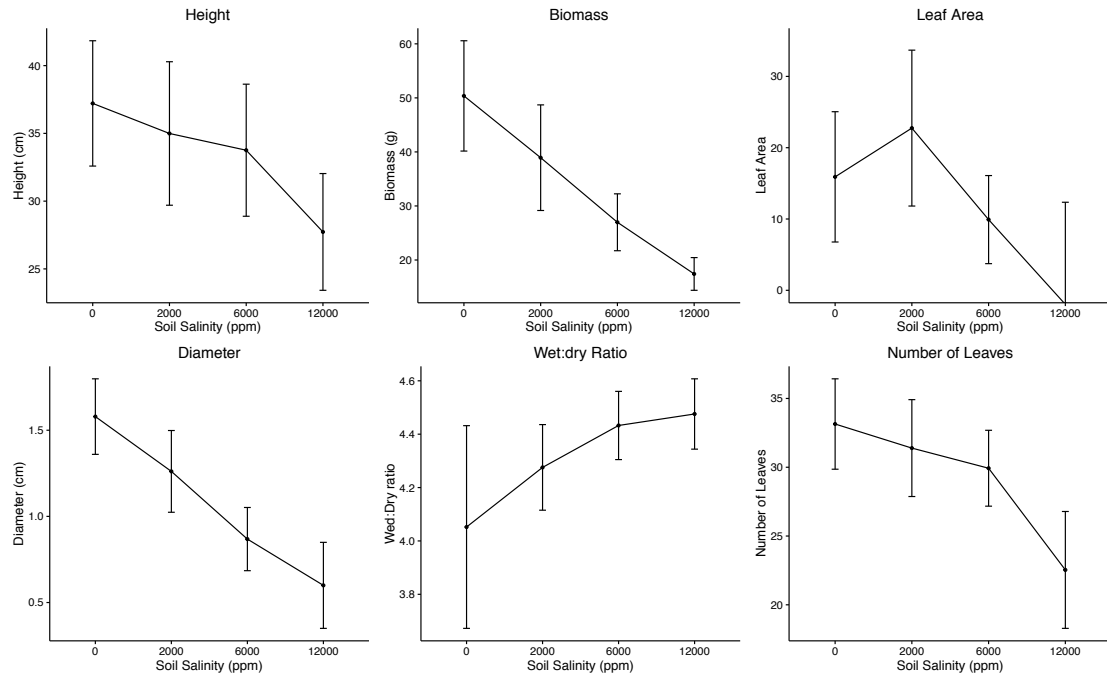 Height
Height (cm)
40
35
30
25
0 2000 6000 12000
Soil Salinity (ppm)
Biomass
Biomass (g)
60
50
40
30
20
0 2000 6000 12000
Soil Salinity (ppm)
Leaf Area
Leaf Area
30
20
10
0
0 2000 6000 12000
Soil Salinity (ppm)
Diameter
Diameter (cm)
1.5
1.0
0.5
0 2000 6000 12000
Soil Salinity (ppm)
Wet:dry Ratio
Wed:Dry ratio
4.6
4.4
4.2
4.0
3.8
0 2000 6000 12000
Soil Salinity (ppm)
Number of Leaves
Number of Leaves
35
30
25
20
0 2000 6000 12000
Soil Salinity (ppm)